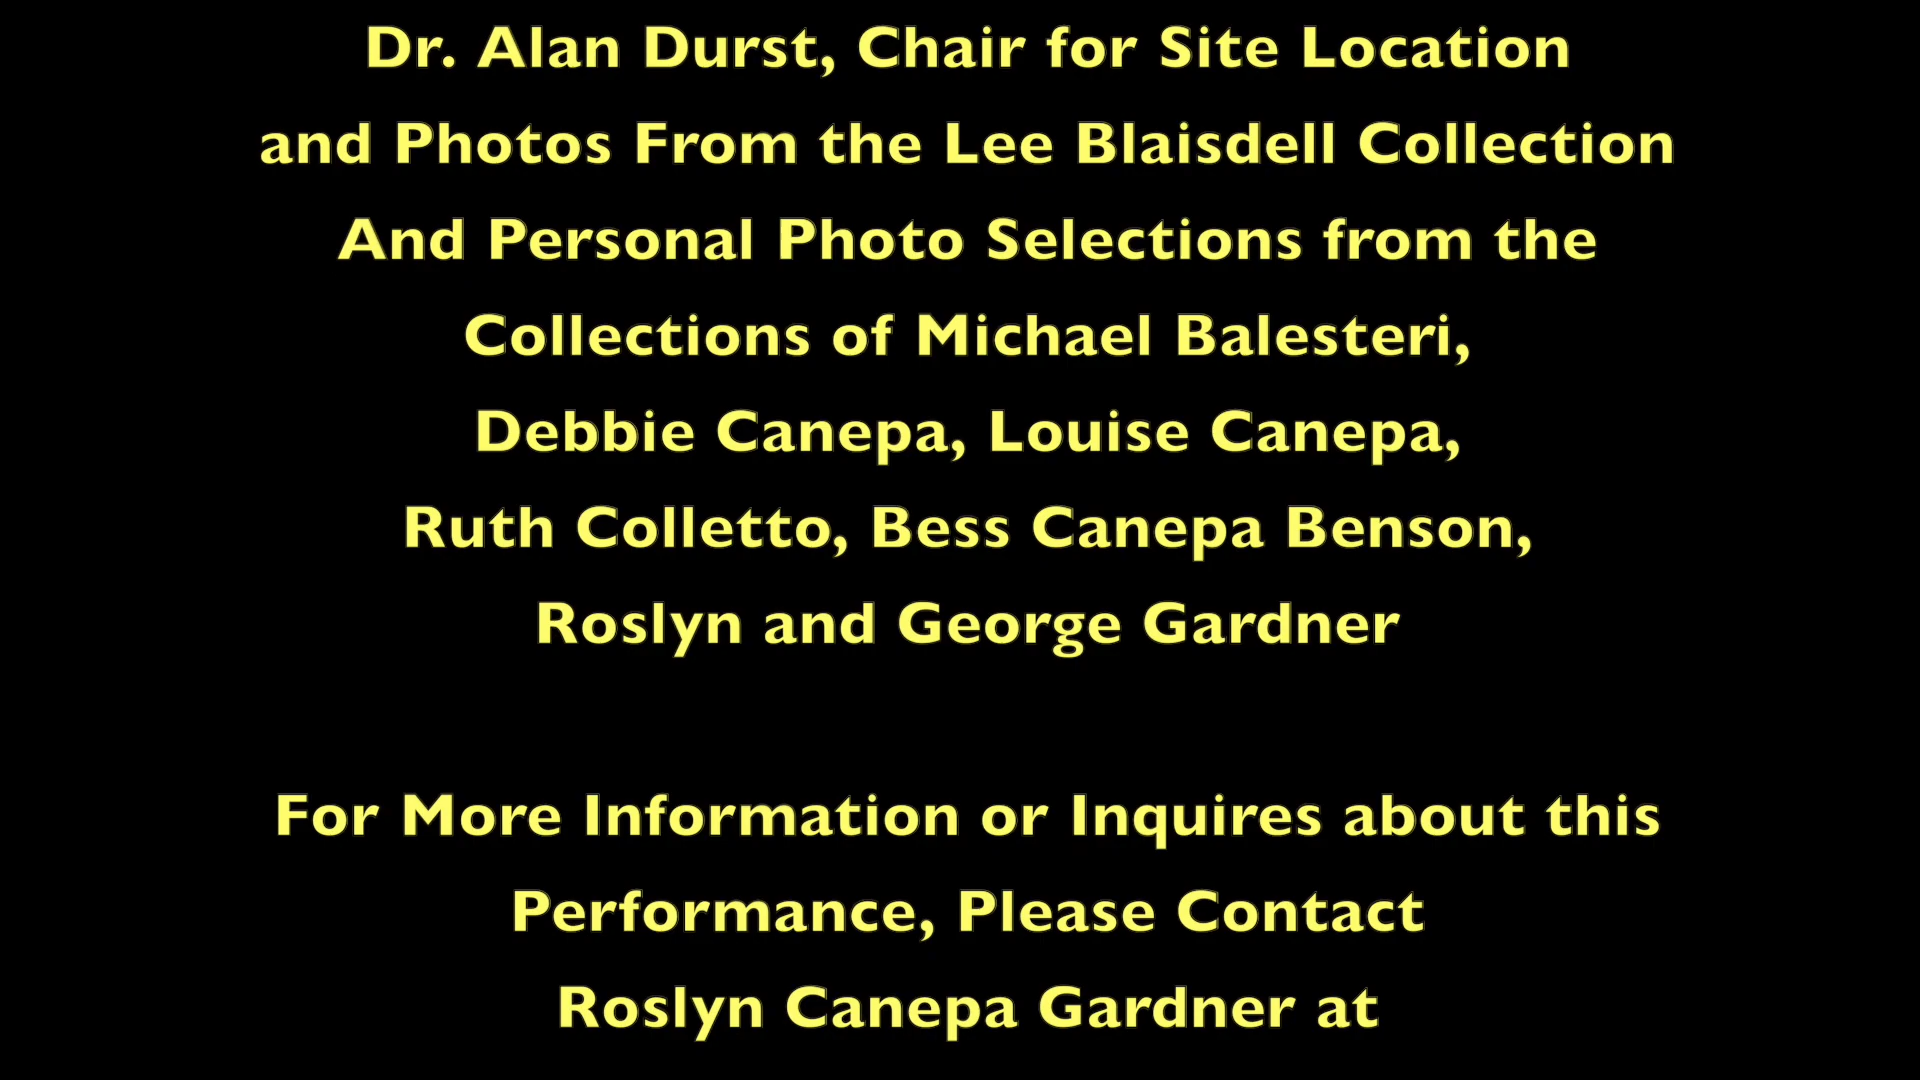 Dr. Alan Durst, Chair for Site Location
and Photos From the Lee Blaisdell Collection
And Personal Photo Selections from the
Collections of Michael Balesteri,
Debbie Canepa, Louise Canepa,
Ruth Colletto, Bess Canepa Benson,
Roslyn and George Gardner
For More Information or Inquires about this
Performance, Please Contact
Roslyn Canepa Gardner at